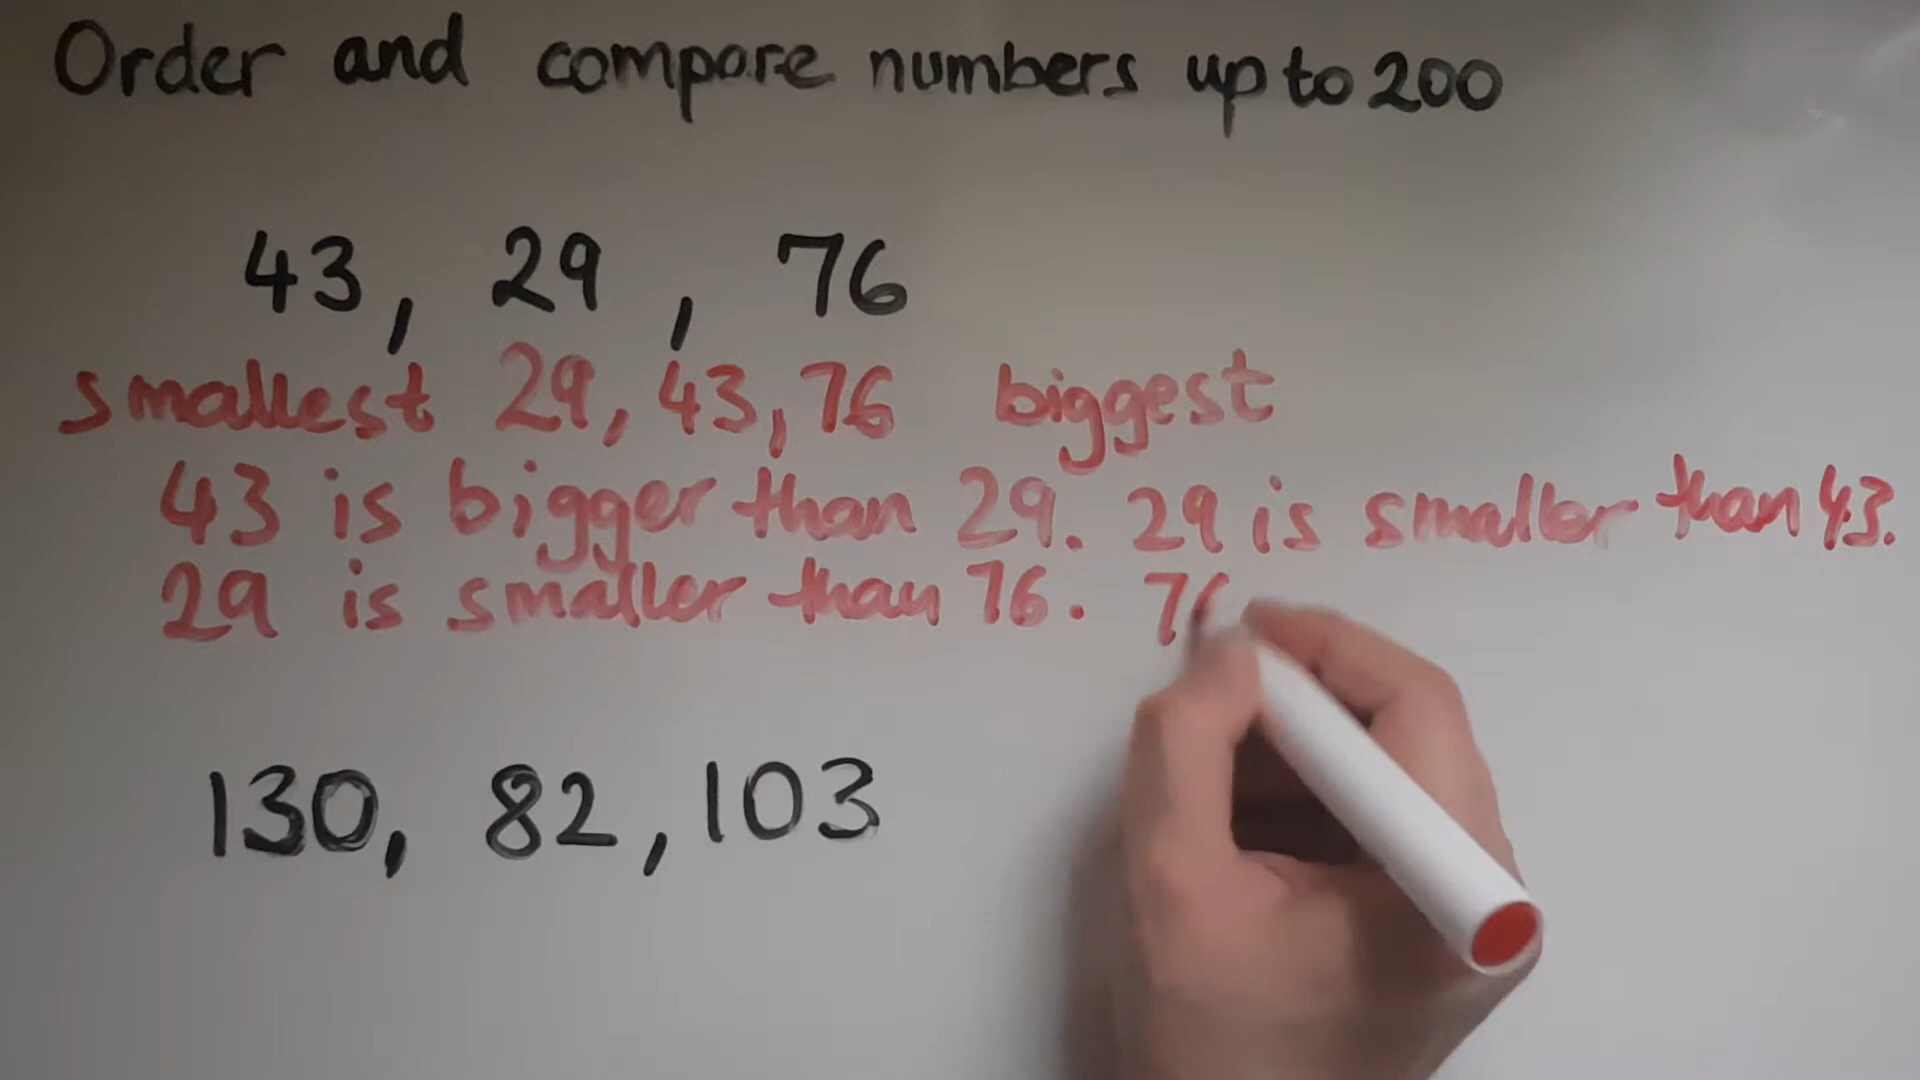 Order and compare numbers up to 200
43, 29, 76
smallest 29, 43, 76 biggest
43 is bigger than 29. 29 is smaller than 43.
29 is smaller than 76. 76
130, 82, 103